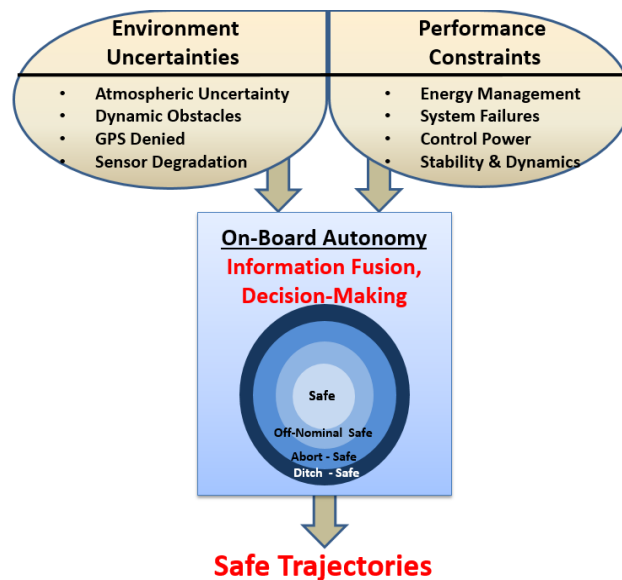 Environment
Uncertainties
• Atmospheric Uncertainty
• Dynamic Obstacles
• GPS Denied
• Sensor Degradation
Performance
Constraints
• Energy Management
• System Failures
• Control Power
• Stability & Dynamics
On-Board Autonomy
Information Fusion,
Decision-Making
Safe
Off-Nominal Safe
Abort - Safe
Ditch - Safe
Safe Trajectories